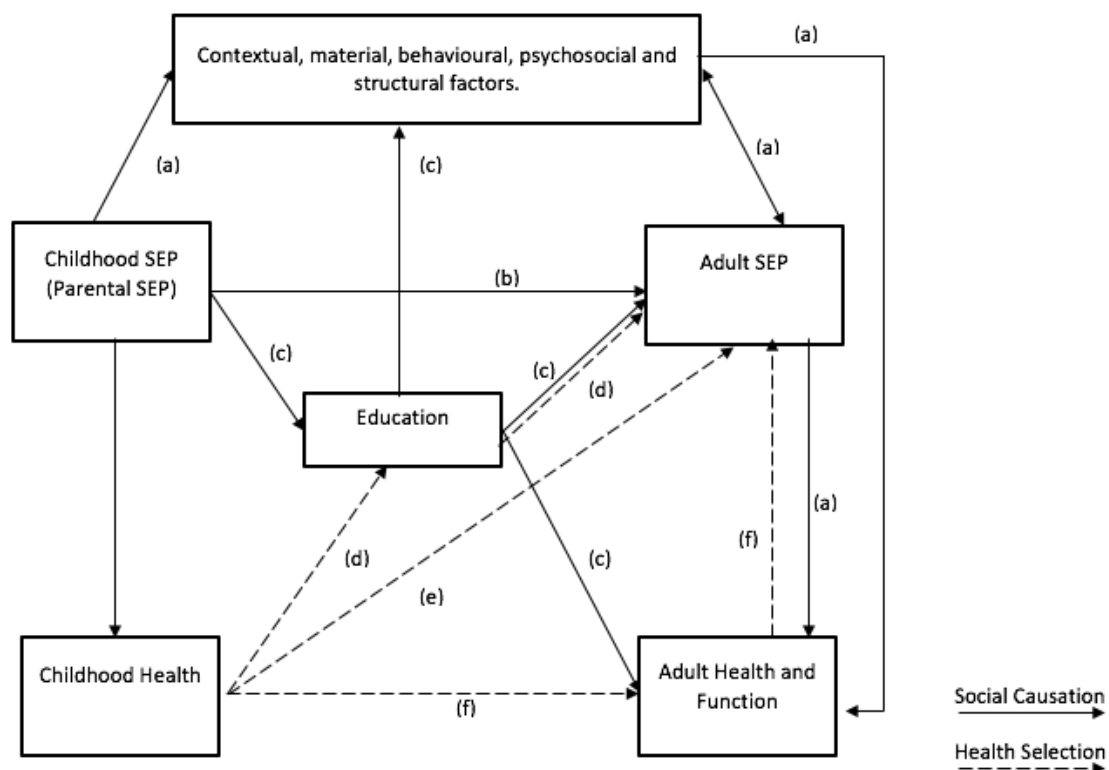 (a)
Contextual, material, behavioural, psychosocial and
structural factors.
(a)
(c)
(a)
Childhood SEP
(Parental SEP)
Adult SEP
(b)
(c)
(c)
(d)
Education
(a)
(f)
(d)
(c)
(e)
Childhood Health
Adult Health and
Function
(f)
Social Causation
Health Selection